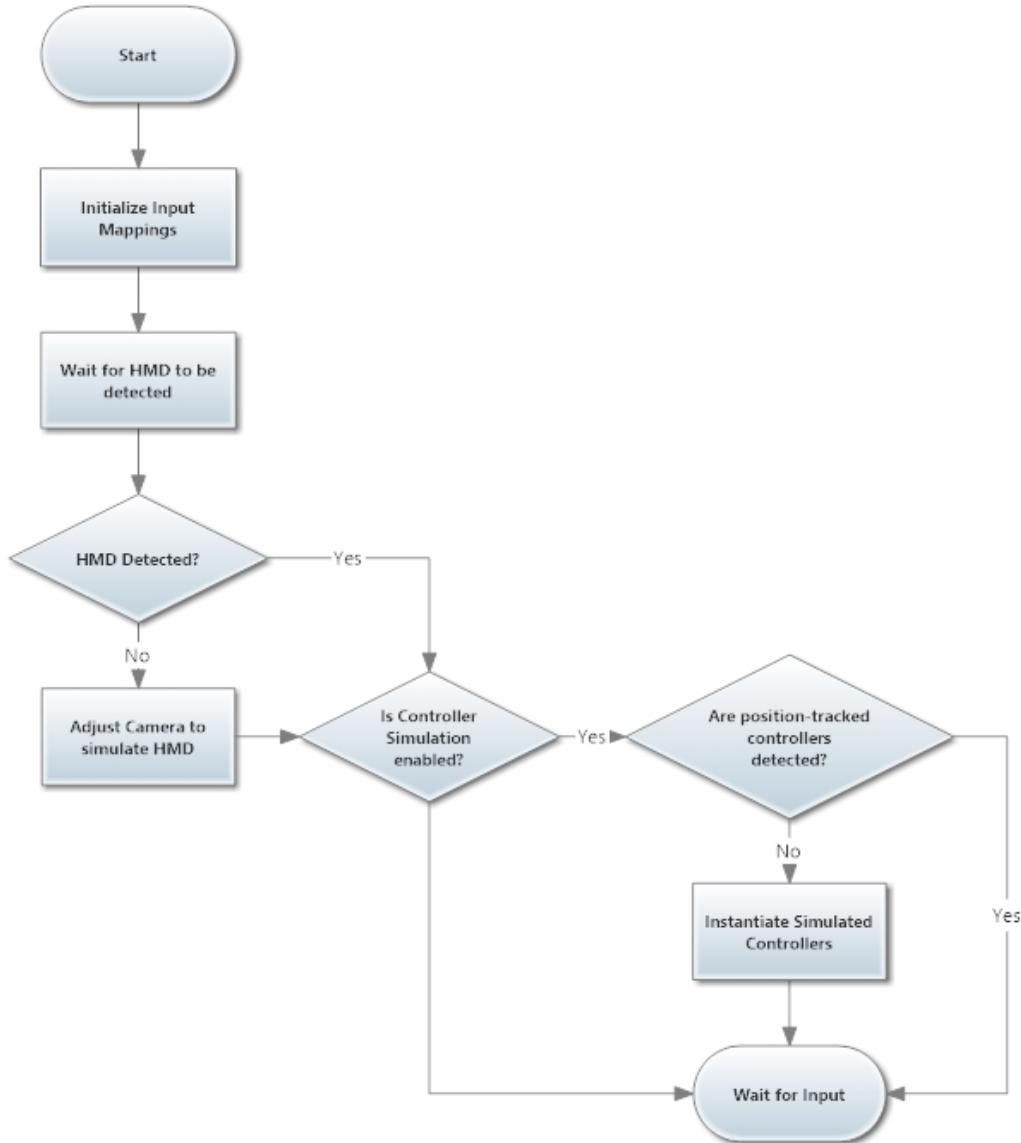 Start
Initialize Input
Mappings
Wait for HMD to be
detected
HMD Detected?
Yes
No
Adjust Camera to
simulate HMD
Is Controller
Simulation
enabled?
Yes
Are position-tracked
controllers
detected?
No
Yes
Instantiate Simulated
Controllers
Wait for Input